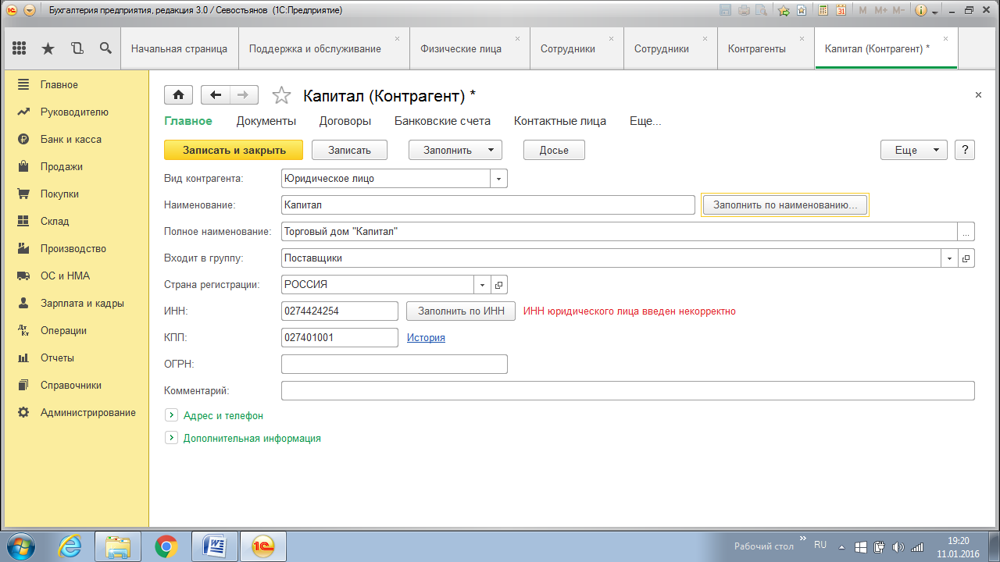 Бухгалтерия предприятия, редакция 3.0 / Севостьянов (1С:Предприятие)
M M+ M-
Начальная страница
Поддержка и обслуживание
Физические лица
Сотрудники
Сотрудники
Контрагенты
Капитал (Контрагент) *
Главное
Руководителю
Банк и касса
Продажи
Покупки
Склад
Производство
ОС и НМА
Зарплата и кадры
Операции
Отчеты
Справочники
Администрирование
Капитал (Контрагент) *
Главное Документы Договоры Банковские счета Контактные лица Еще...
Записать и закрыть Записать Заполнить Досье Еще ?
Вид контрагента: Юридическое лицо
Наименование: Капитал Заполнить по наименованию...
Полное наименование: Торговый дом "Капитал" ...
Входит в группу: Поставщики
Страна регистрации: РОССИЯ
ИНН: 0274424254 Заполнить по ИНН ИНН юридического лица введен некорректно
КПП: 027401001 История
ОГРН:
Комментарий:
Адрес и телефон
Дополнительная информация
Рабочий стол » RU 19:20
11.01.2016